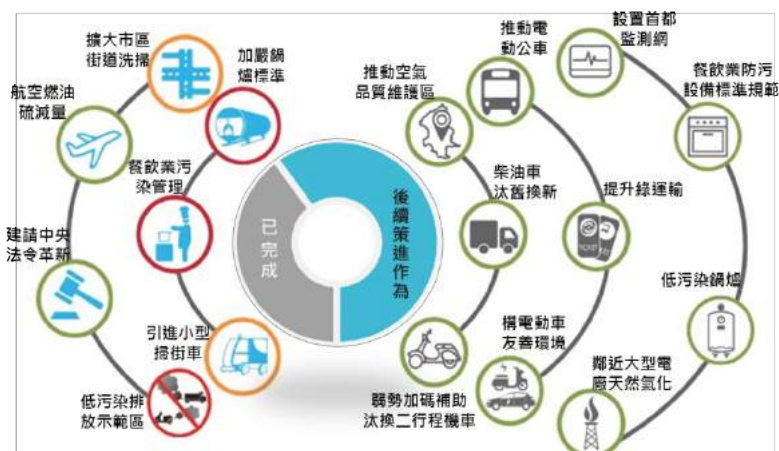 擴大市區
街道洗掃
加嚴鍋
爐標準
航空燃油
硫減量
餐飲業污
染管理
建請中央
法令革新
引進小型
掃街車
低污染排
放示範區
已完成
後續策進作為
推動空氣
品質維護區
推動電
動公車
設置首都
監測網
餐飲業防污
設備標準規範
柴油車
汰舊換新
提升綠運輸
低污染鍋爐
構電動車
友善環境
鄰近大型電
廠天然氣化
弱勢加碼補助
汰換二行程機車